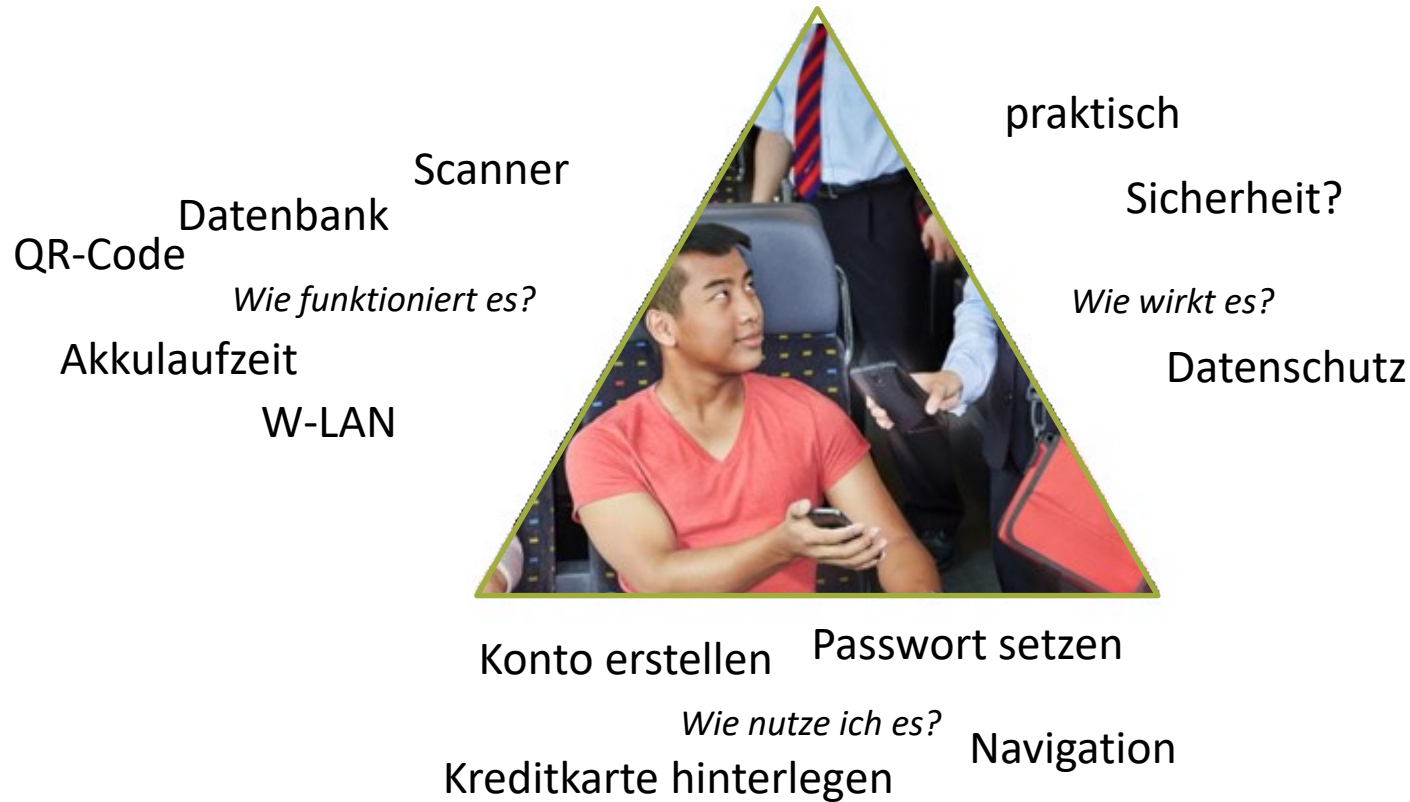 praktisch
Scanner
Sicherheit?
Datenbank
QR-Code
Wie funktioniert es?
Wie wirkt es?
Akkulaufzeit
Datenschutz
W-LAN
Konto erstellen
Passwort setzen
Wie nutze ich es?
Navigation
Kreditkarte hinterlegen